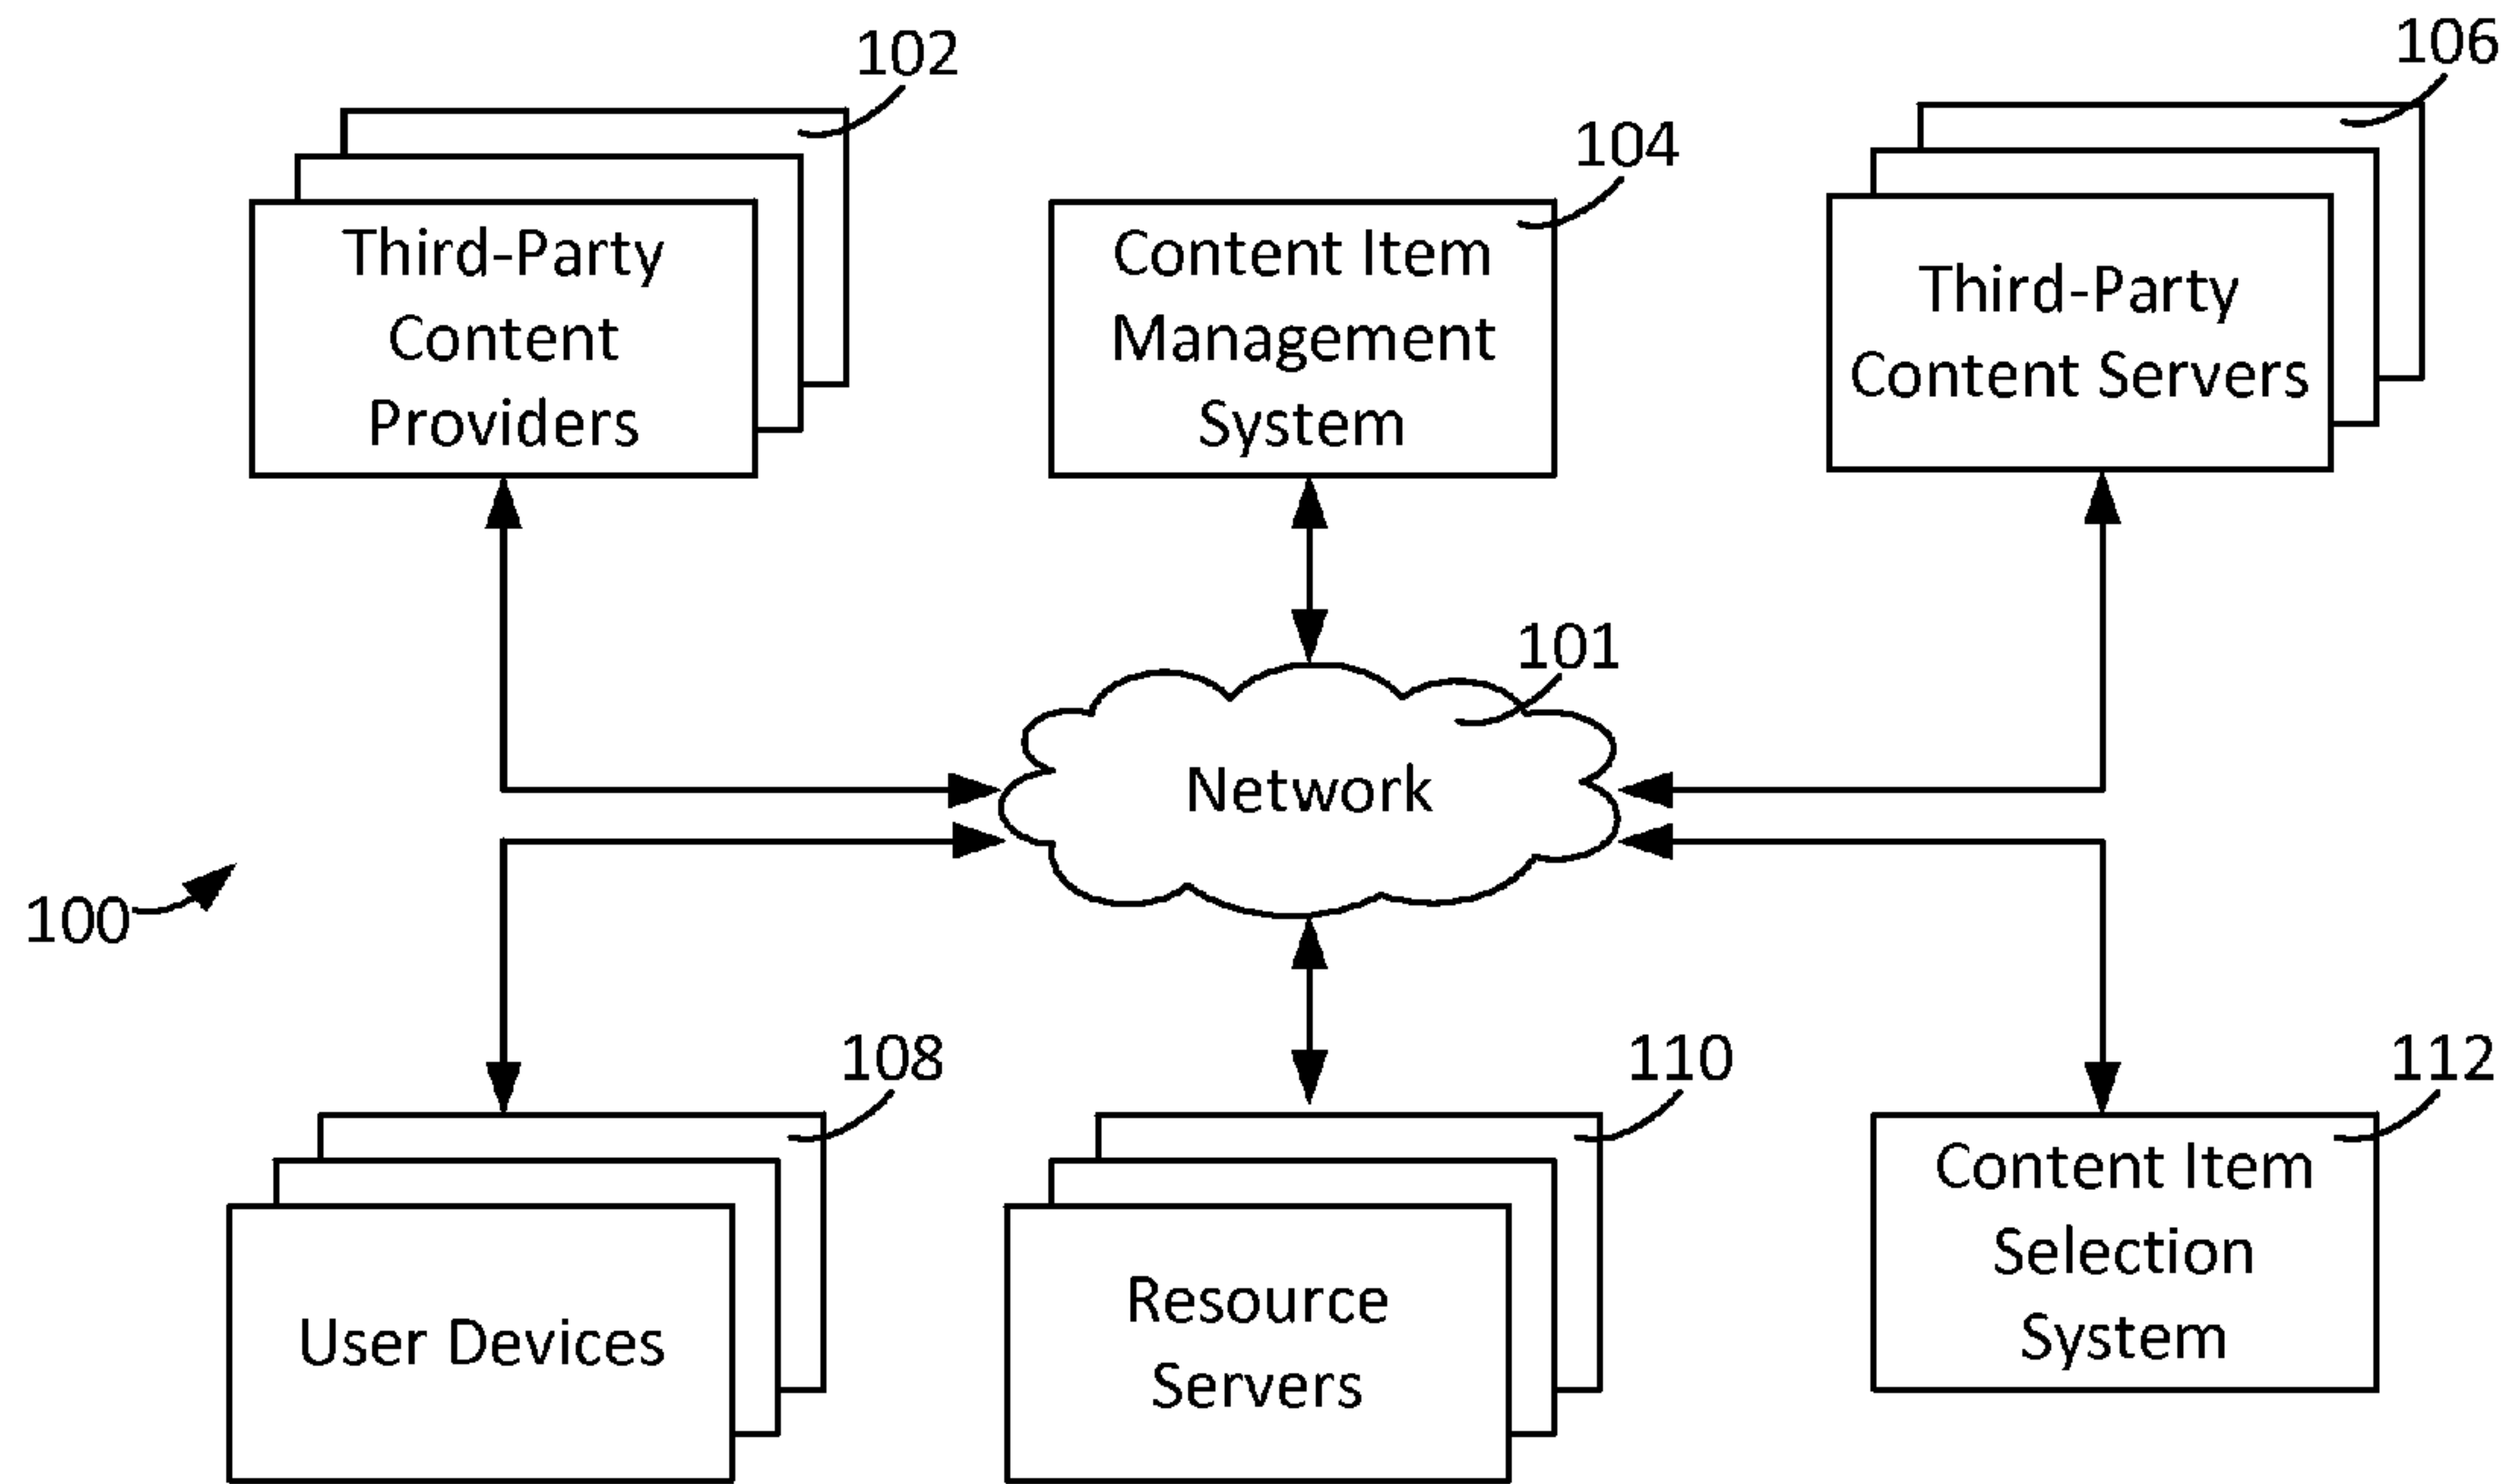 102
106
104
Third-Party
Content
Providers
Content Item
Management
System
Third-Party
Content Servers
101
Network
100
108
110
112
User Devices
Resource
Servers
Content Item
Selection
System